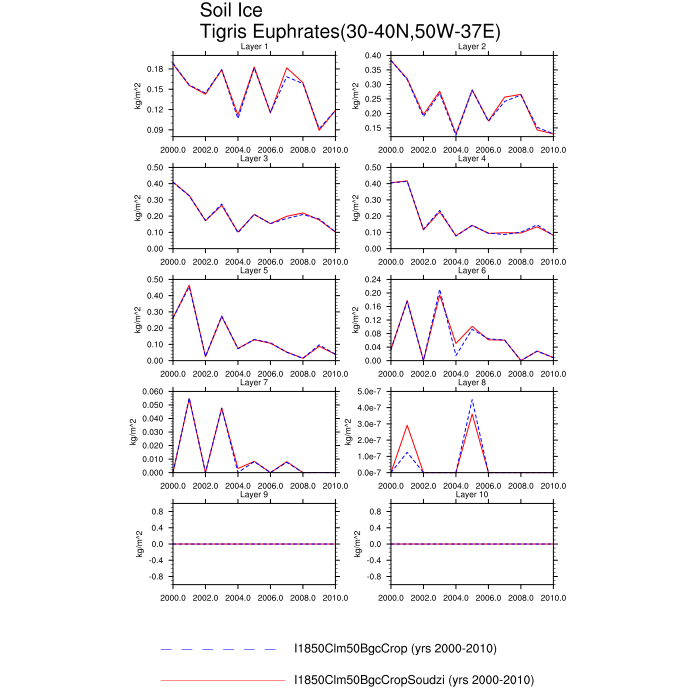 Soil Ice
Tigris Euphrates(30-40N,50W-37E)
Layer 1
Layer 2
kg/m^2
0.18
0.15
0.12
0.09
2000.0 2002.0 2004.0 2006.0 2008.0 2010.0
kg/m^2
0.40
0.35
0.30
0.25
0.20
0.15
2000.0 2002.0 2004.0 2006.0 2008.0 2010.0
Layer 3
Layer 4
kg/m^2
0.50
0.40
0.30
0.20
0.10
0.00
2000.0 2002.0 2004.0 2006.0 2008.0 2010.0
kg/m^2
0.50
0.40
0.30
0.20
0.10
0.00
2000.0 2002.0 2004.0 2006.0 2008.0 2010.0
Layer 5
Layer 6
kg/m^2
0.50
0.40
0.30
0.20
0.10
0.00
2000.0 2002.0 2004.0 2006.0 2008.0 2010.0
kg/m^2
0.24
0.20
0.16
0.12
0.08
0.04
0.00
2000.0 2002.0 2004.0 2006.0 2008.0 2010.0
Layer 7
Layer 8
kg/m^2
0.060
0.050
0.040
0.030
0.020
0.010
0.000
2000.0 2002.0 2004.0 2006.0 2008.0 2010.0
kg/m^2
5.0e-7
4.0e-7
3.0e-7
2.0e-7
1.0e-7
0.0e-7
2000.0 2002.0 2004.0 2006.0 2008.0 2010.0
Layer 9
Layer 10
kg/m^2
0.8
0.4
0.0
-0.4
-0.8
2000.0 2002.0 2004.0 2006.0 2008.0 2010.0
kg/m^2
0.8
0.4
0.0
-0.4
-0.8
2000.0 2002.0 2004.0 2006.0 2008.0 2010.0
I1850Clm50BgcCrop (yrs 2000-2010)
I1850Clm50BgcCropSoudzi (yrs 2000-2010)